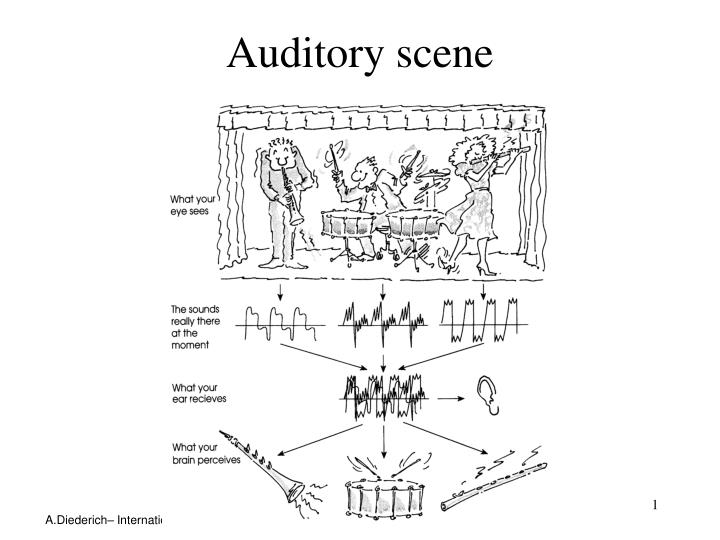 Auditory scene
What your
eye sees
The sounds
really there
at the
moment
What your
ear recieves
What your
brain perceives
1
A.Diederich– Internatic